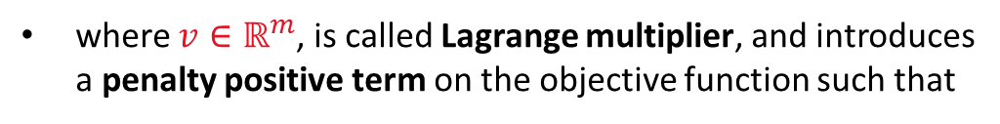 • where 𝑣 ∈ ℝ^𝑚, is called Lagrange multiplier, and introduces
a penalty positive term on the objective function such that